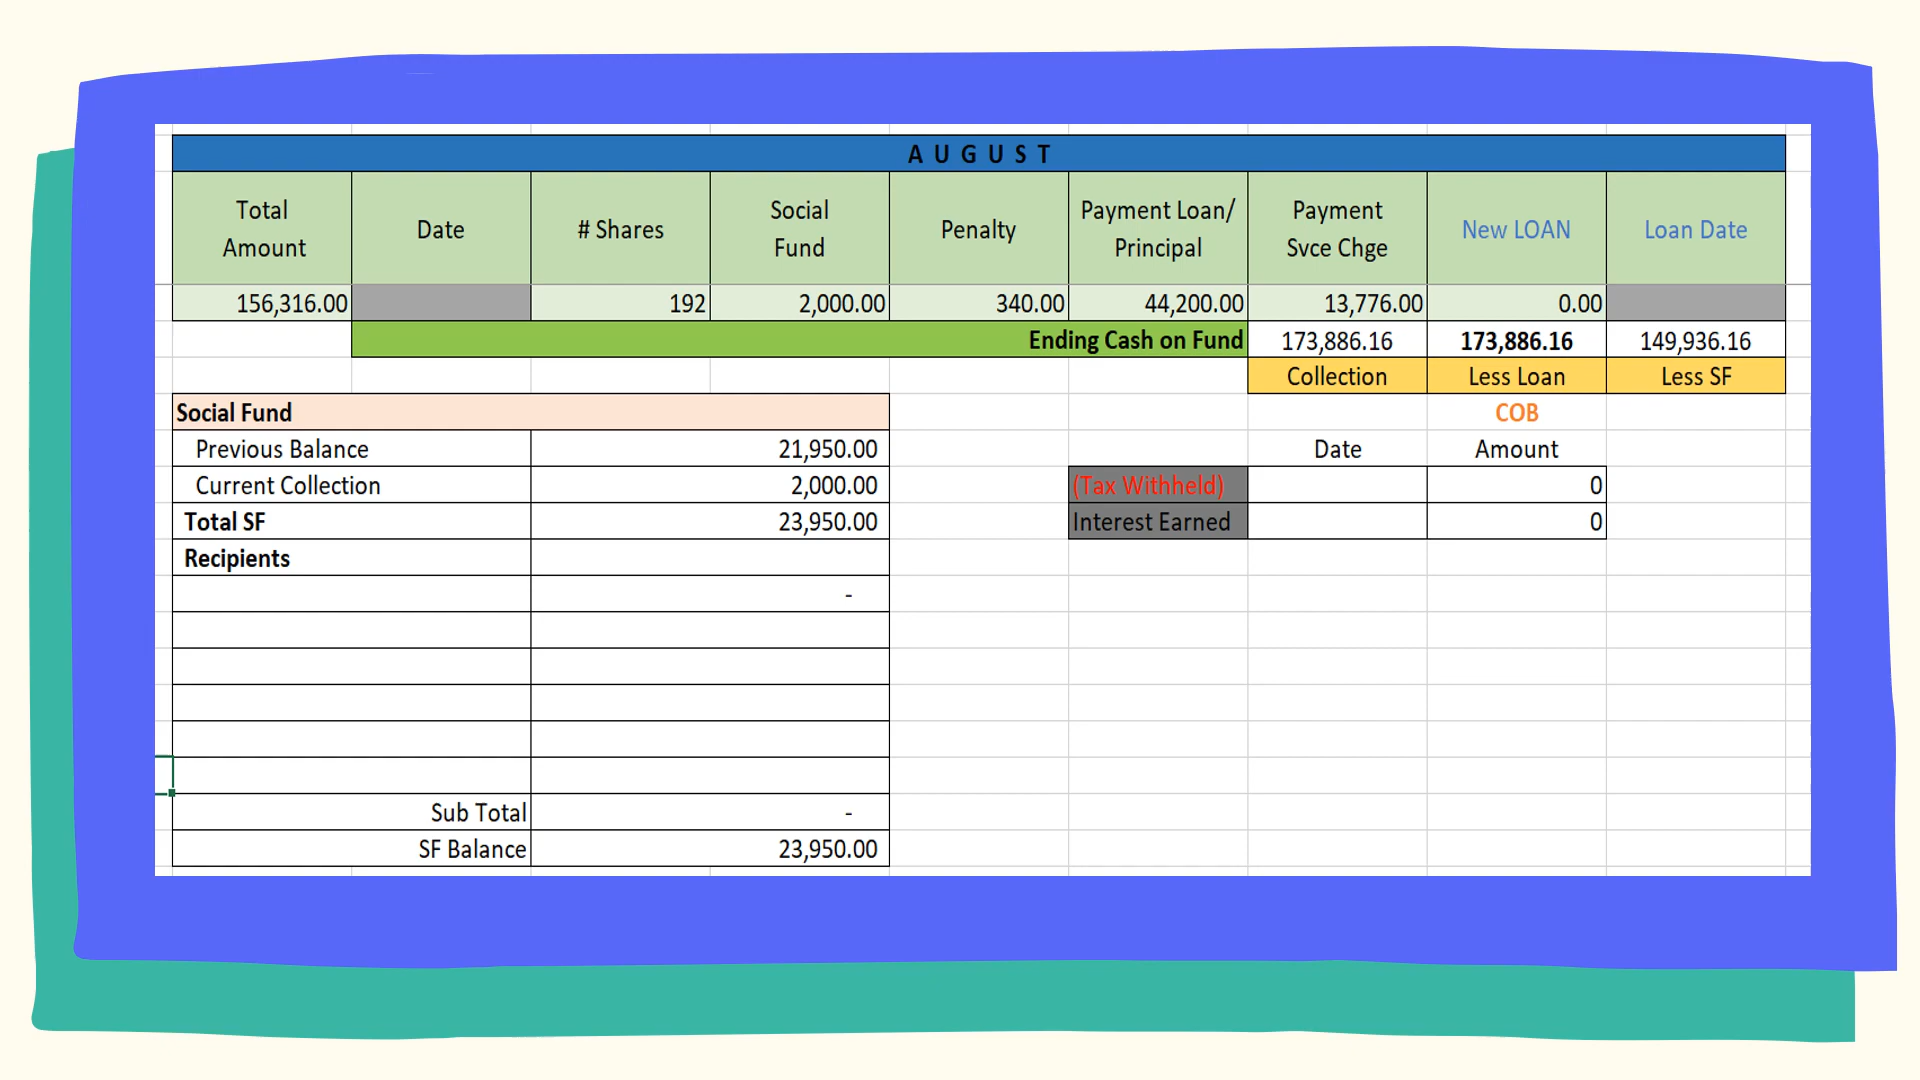 A U G U S T
Total Amount Date # Shares Social Fund Penalty Payment Loan/ Principal Payment Svce Chge New LOAN Loan Date
156,316.00 192 2,000.00 340.00 44,200.00 13,776.00 0.00
Ending Cash on Fund 173,886.16 173,886.16 149,936.16
Collection Less Loan Less SF
Social Fund COB
Previous Balance 21,950.00 Date Amount
Current Collection 2,000.00 (Tax Withheld) 0
Total SF 23,950.00 Interest Earned 0
Recipients
-
Sub Total -
SF Balance 23,950.00